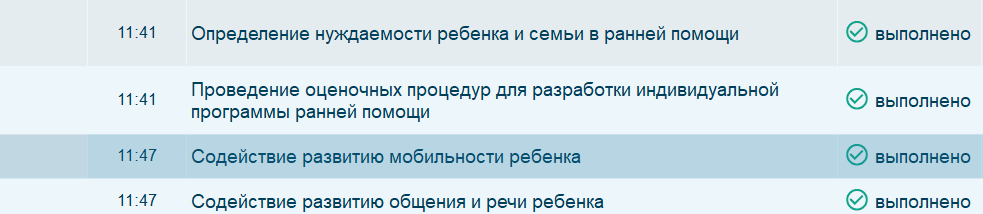 11:41 Определение нуждаемости ребенка и семьи в ранней помощи выполнено
11:41 Проведение оценочных процедур для разработки индивидуальной
программы ранней помощи выполнено
11:47 Содействие развитию мобильности ребенка выполнено
11:47 Содействие развитию общения и речи ребенка выполнено